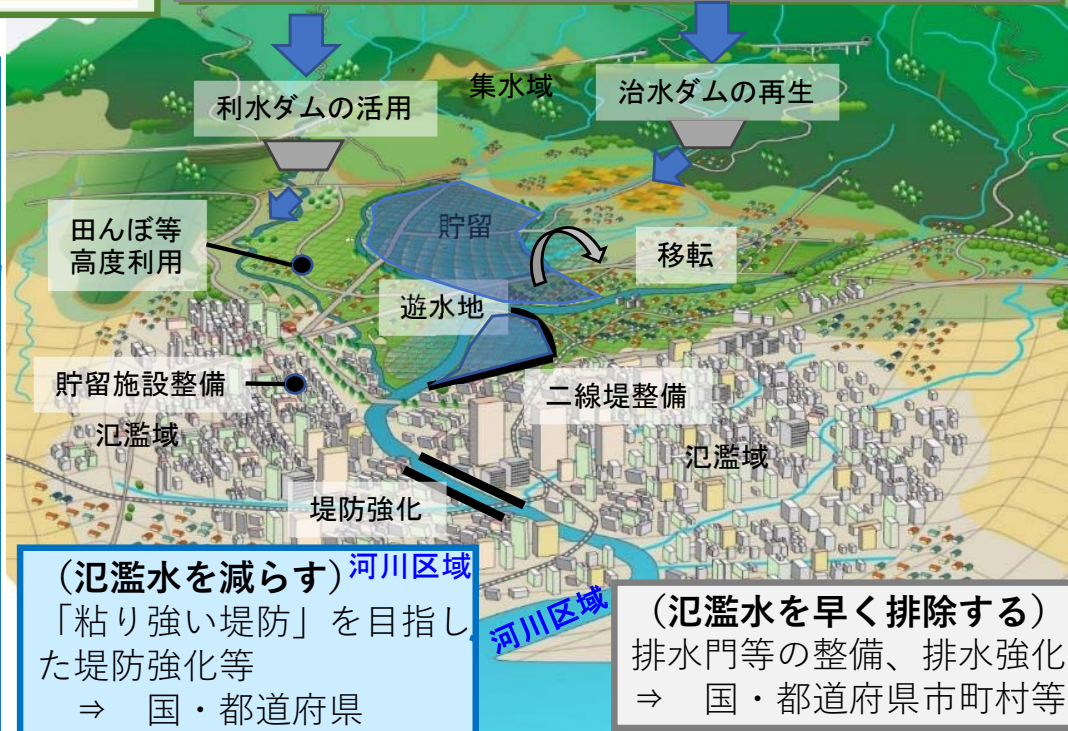 集水域
利水ダムの活用
治水ダムの再生
田んぼ等
高度利用
貯留
移転
遊水地
貯留施設整備
二線堤整備
氾濫域
氾濫域
堤防強化
（氾濫水を減らす）河川区域
「粘り強い堤防」を目指し
た堤防強化等
⇒ 国・都道府県
河川区域
（氾濫水を早く排除する）
排水門等の整備、排水強化
⇒ 国・都道府県市町村等